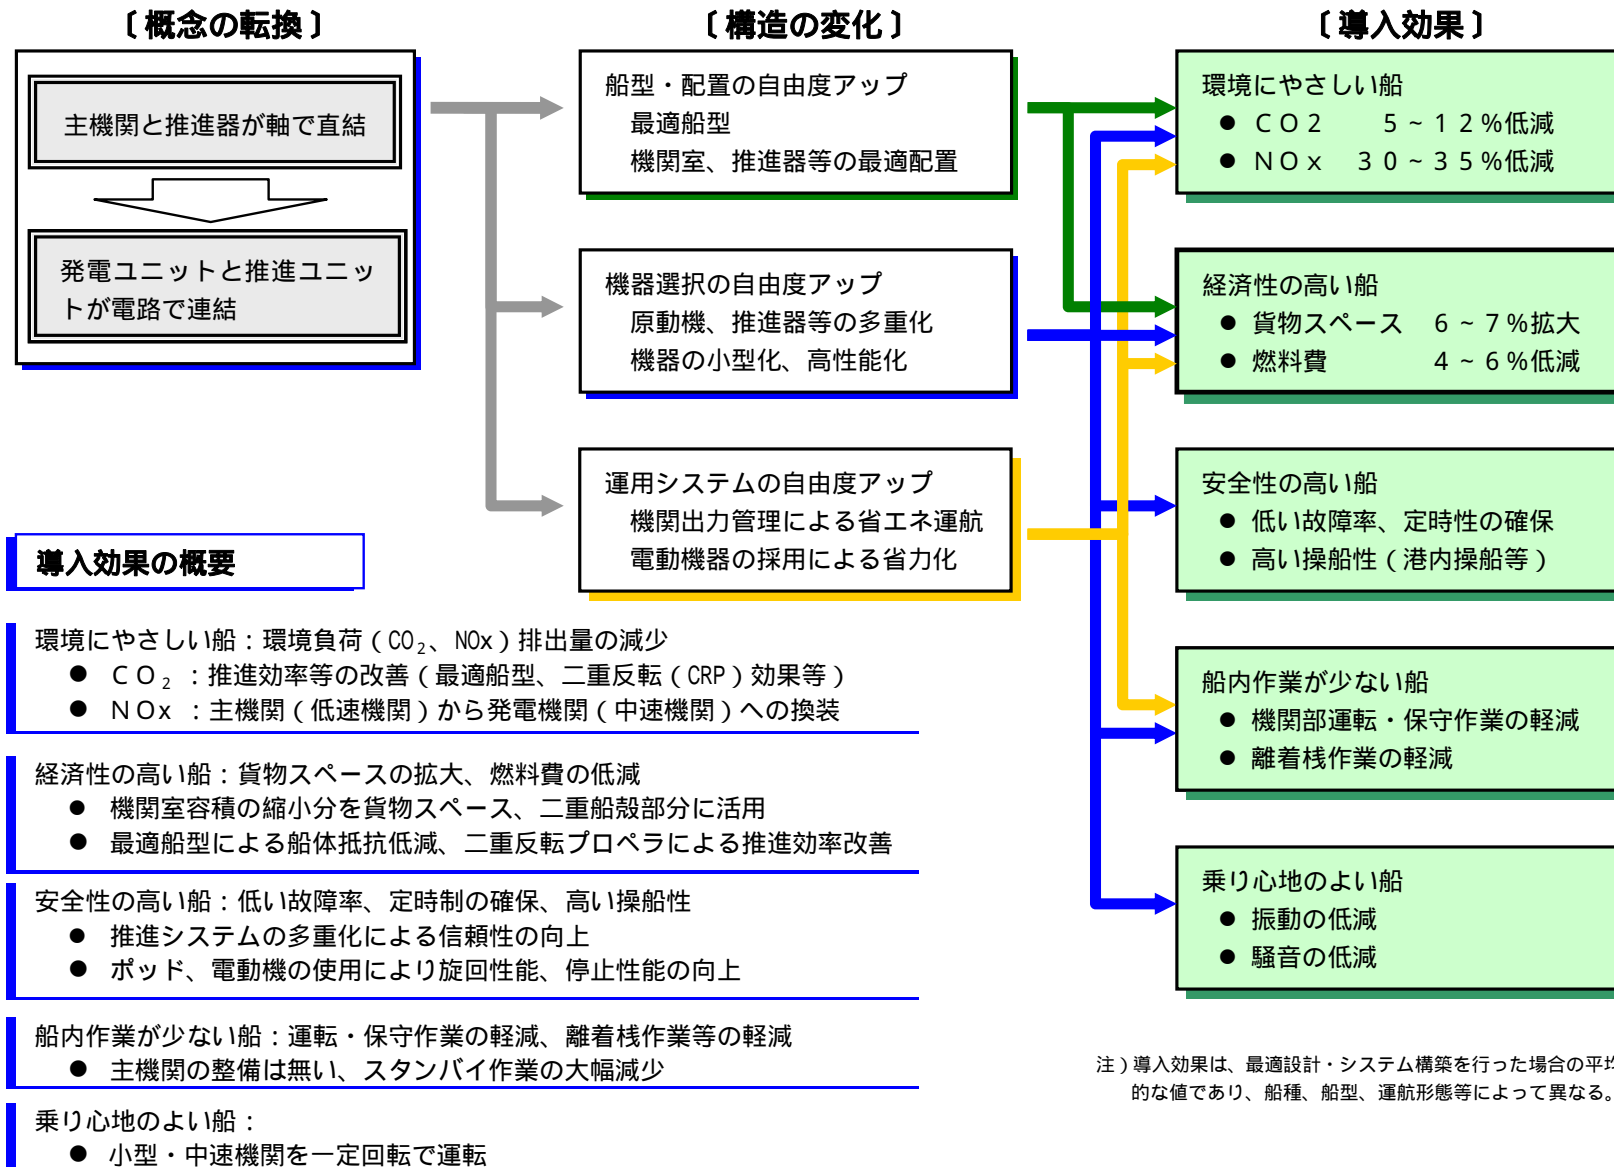 〔概念の転換〕
主機関と推進器が軸で直結
発電ユニットと推進ユニッ
トが電路で連結
〔構造の変化〕
船型・配置の自由度アップ
最適船型
機関室、推進器等の最適配置
機器選択の自由度アップ
原動機、推進器等の多重化
機器の小型化、高性能化
運用システムの自由度アップ
機関出力管理による省エネ運航
電動機器の採用による省力化
〔導入効果〕
環境にやさしい船
● CO2 5~12%低減
● NOx 30~35%低減
経済性の高い船
● 貨物スペース 6~7%拡大
● 燃料費 4~6%低減
安全性の高い船
● 低い故障率、定時性の確保
● 高い操船性(港内操船等)
船内作業が少ない船
● 機関部運転・保守作業の軽減
● 離着桟作業の軽減
乗り心地のよい船
● 振動の低減
● 騒音の低減
注)導入効果は、最適設計・システム構築を行った場合の平均
的な値であり、船種、船型、運航形態等によって異なる。
導入効果の概要
環境にやさしい船:環境負荷(CO₂、NOx)排出量の減少
● CO₂:推進効率等の改善(最適船型、二重反転(CRP)効果等)
● NOx:主機関(低速機関)から発電機関(中速機関)への換装
経済性の高い船:貨物スペースの拡大、燃料費の低減
● 機関室容積の縮小分を貨物スペース、二重船殻部分に活用
● 最適船型による船体抵抗低減、二重反転プロペラによる推進効率改善
安全性の高い船:低い故障率、定時制の確保、高い操船性
● 推進システムの多重化による信頼性の向上
● ポッド、電動機の使用により旋回性能、停止性能の向上
船内作業が少ない船:運転・保守作業の軽減、離着桟作業等の軽減
● 主機関の整備は無い、スタンバイ作業の大幅減少
乗り心地のよい船:
● 小型・中速機関を一定回転で運転